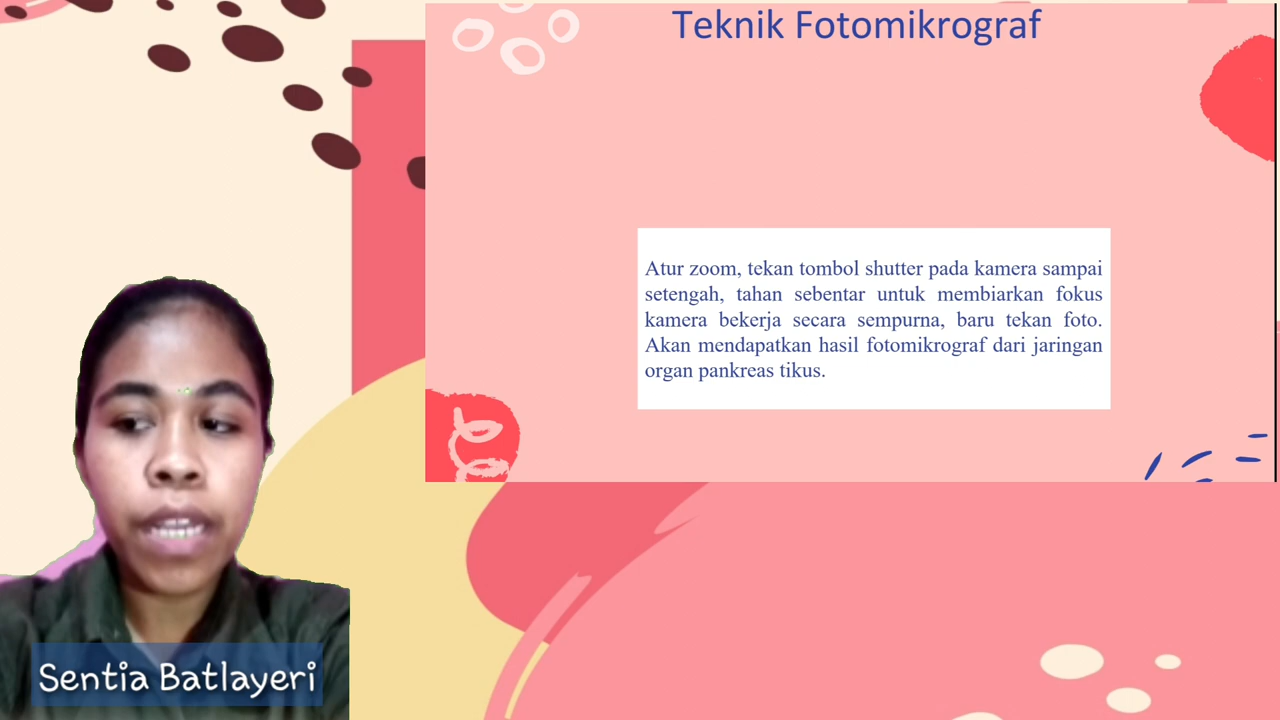 Teknik Fotomikrograf
Atur zoom, tekan tombol shutter pada kamera sampai
setengah, tahan sebentar untuk membiarkan fokus
kamera bekerja secara sempurna, baru tekan foto.
Akan mendapatkan hasil fotomikrograf dari jaringan
organ pankreas tikus.
Sentia Batlayeri